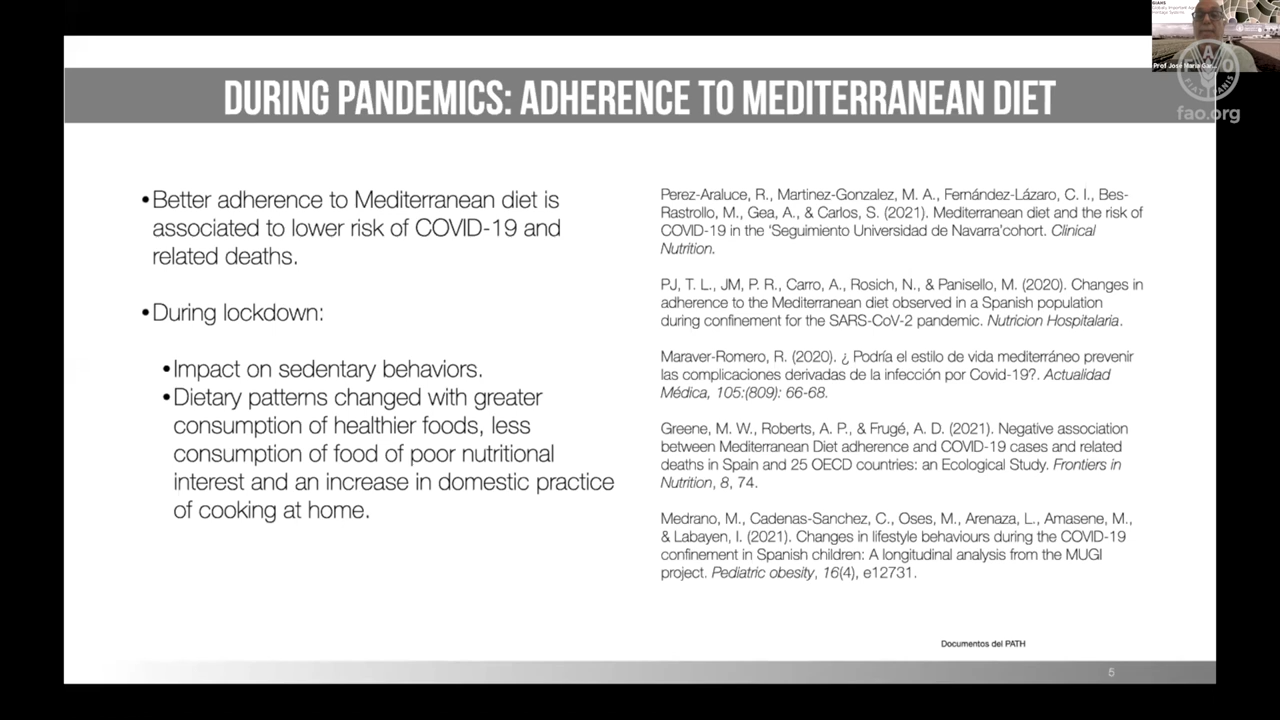 DURING PANDEMICS: ADHERENCE TO MEDITERRANEAN DIET
•Better adherence to Mediterranean diet is
associated to lower risk of COVID-19 and
related deaths.
•During lockdown:
•Impact on sedentary behaviors.
•Dietary patterns changed with greater
consumption of healthier foods, less
consumption of food of poor nutritional
interest and an increase in domestic practice
of cooking at home.
Perez-Araluce, R., Martinez-Gonzalez, M. A., Fernández-Lázaro, C. I., Bes-
Rastrollo, M., Gea, A., & Carlos, S. (2021). Mediterranean diet and the risk of
COVID-19 in the ‘Seguimiento Universidad de Navarra’cohort. Clinical
Nutrition.
PJ, T. L., JM, P. R., Carro, A., Rosich, N., & Panisello, M. (2020). Changes in
adherence to the Mediterranean diet observed in a Spanish population
during confinement for the SARS-CoV-2 pandemic. Nutricion Hospitalaria.
Maraver-Romero, R. (2020). ¿ Podría el estilo de vida mediterráneo prevenir
las complicaciones derivadas de la infección por Covid-19?. Actualidad
Médica, 105:(809): 66-68.
Greene, M. W., Roberts, A. P., & Frugé, A. D. (2021). Negative association
between Mediterranean Diet adherence and COVID-19 cases and related
deaths in Spain and 25 OECD countries: an Ecological Study. Frontiers in
Nutrition, 8, 74.
Medrano, M., Cadenas-Sanchez, C., Oses, M., Arenaza, L., Amasene, M.,
& Labayen, I. (2021). Changes in lifestyle behaviours during the COVID-19
confinement in Spanish children: A longitudinal analysis from the MUGI
project. Pediatric obesity, 16(4), e12731.
Documentos del PATH
5
GIAHS
Prof Jose Maria
FAO
FIAT PANIS
fao.org